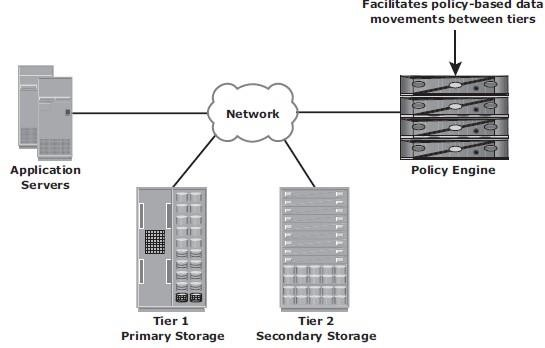 Facilitates policy-based data
movements between tiers
Network
Application
Servers
Policy Engine
Tier 1
Primary Storage
Tier 2
Secondary Storage